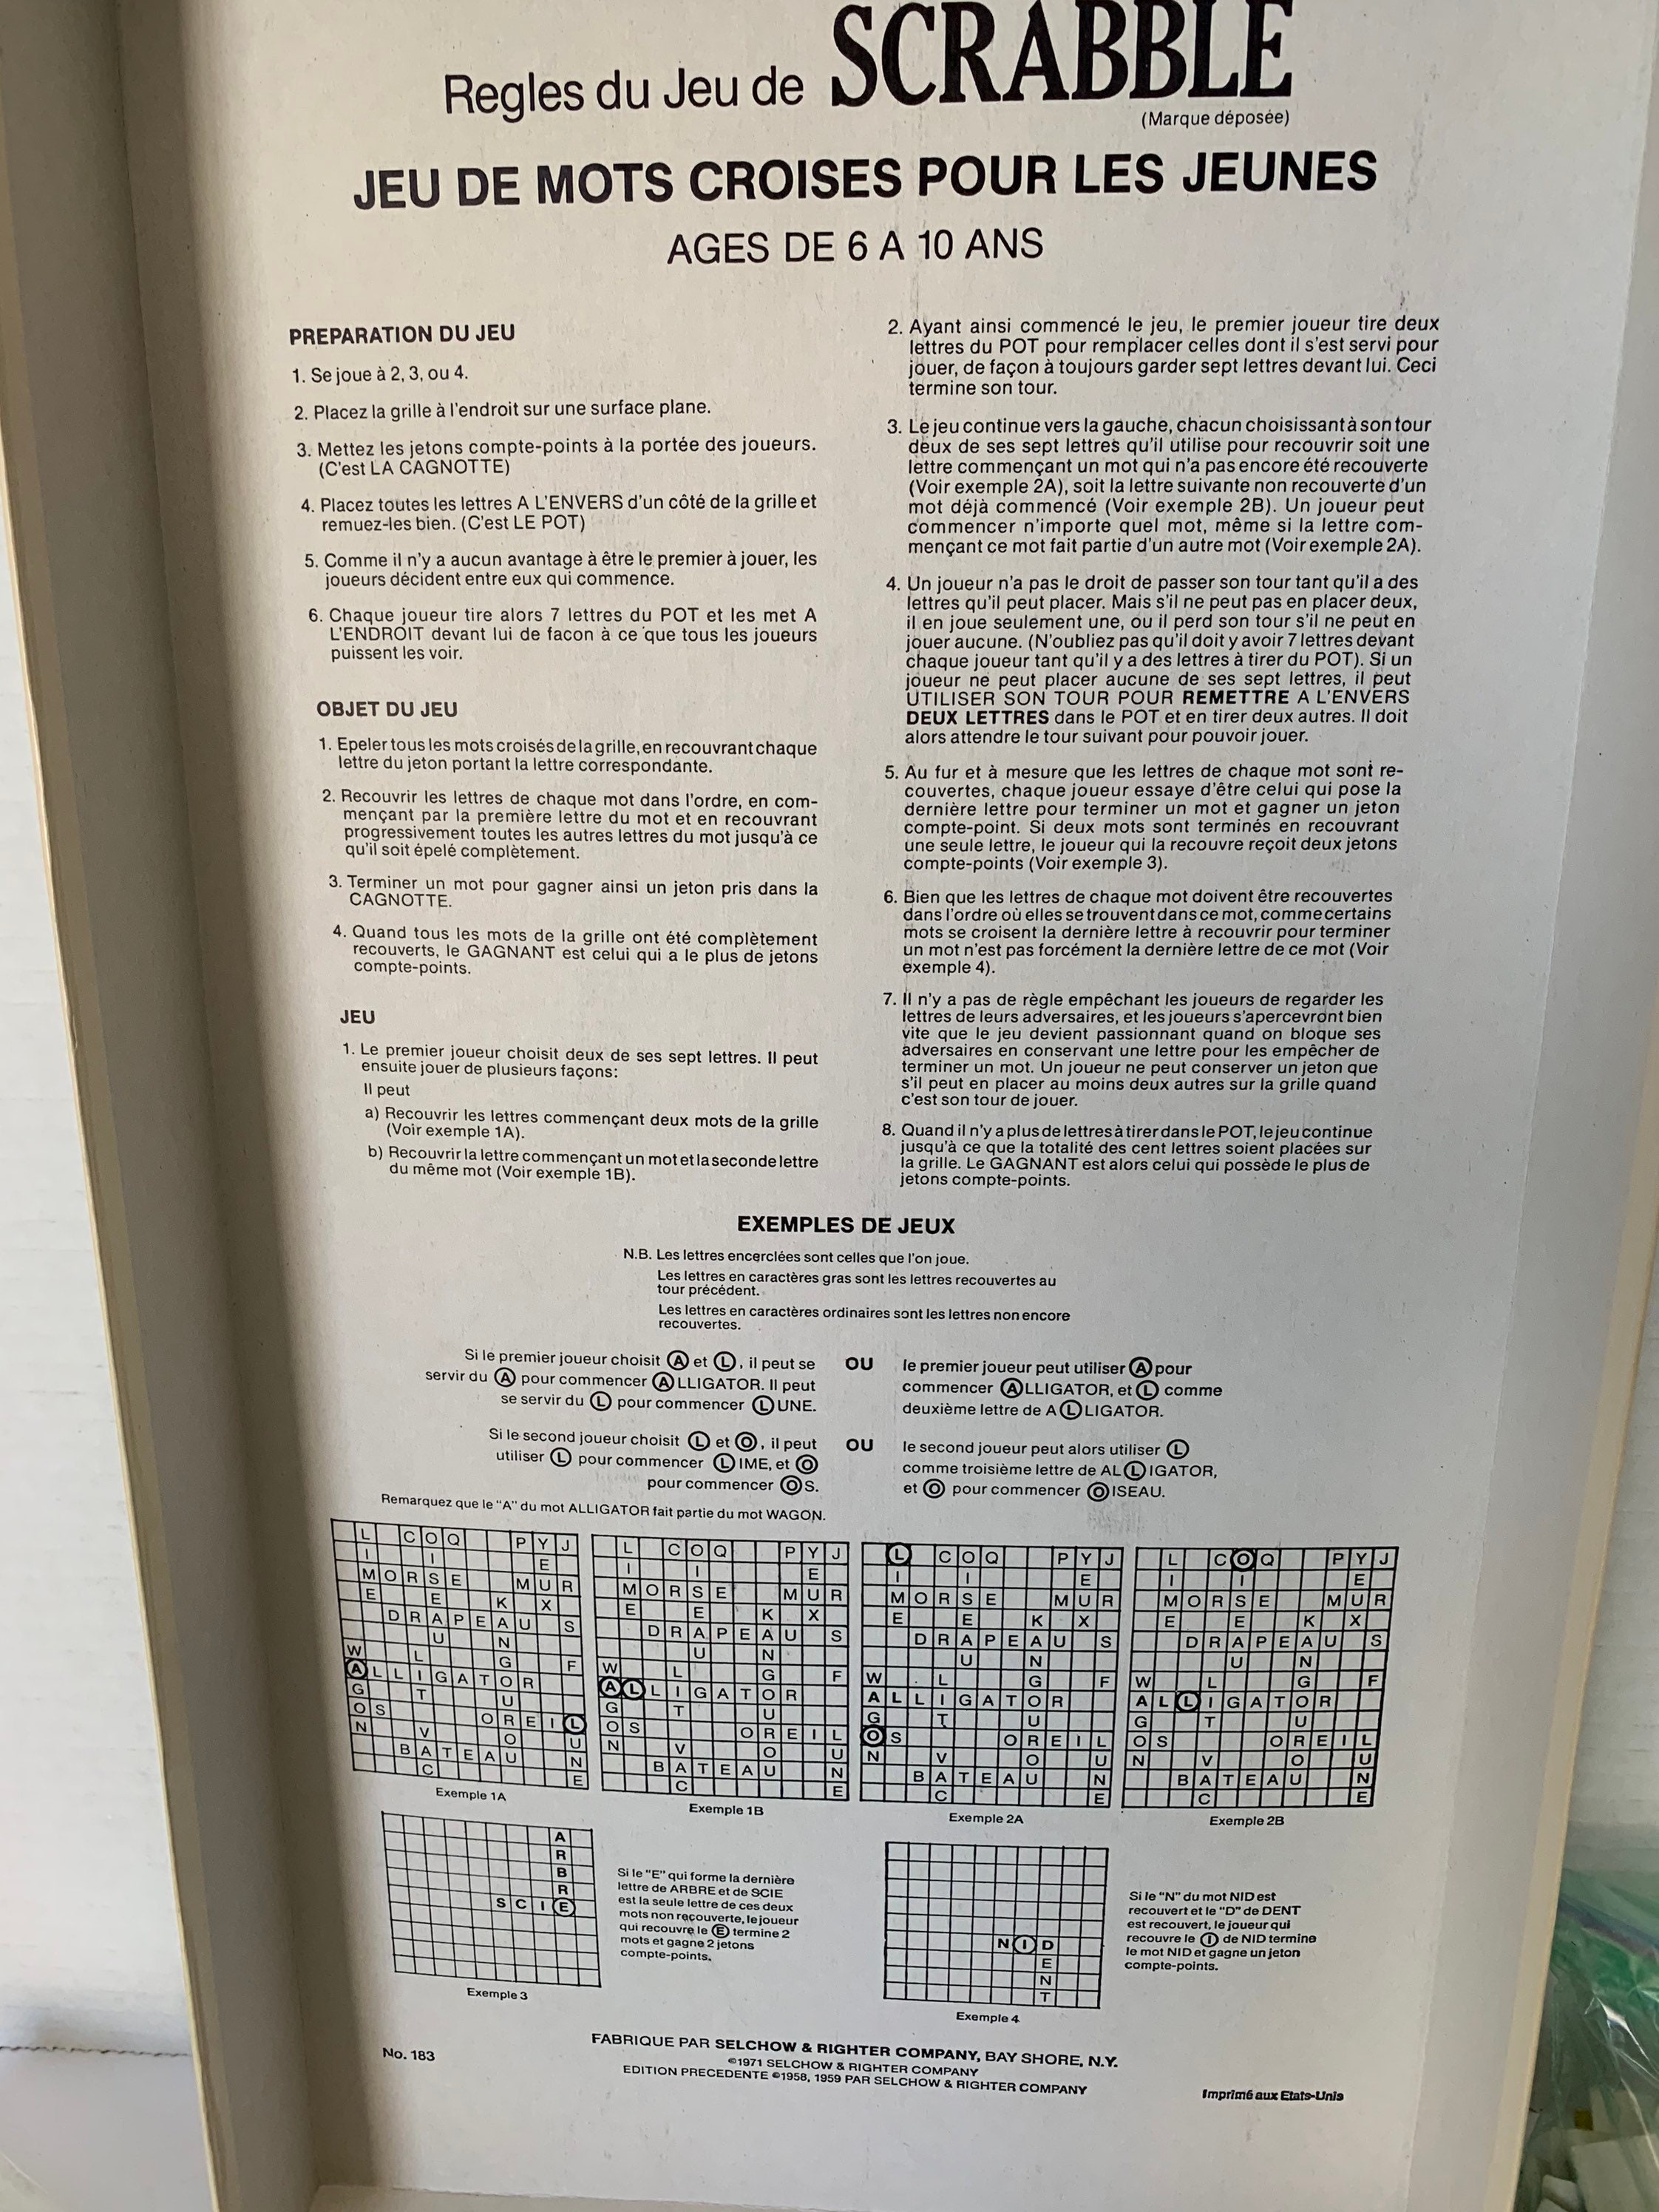 Regles du Jeu de SCRABBLE
(Marque déposée)
JEU DE MOTS CROISES POUR LES JEUNES
AGES DE 6 A 10 ANS
PREPARATION DU JEU
1. Se joue à 2, 3, ou 4.
2. Placez la grille à l'endroit sur une surface plane.
3. Mettez les jetons compte-points à la portée des joueurs.
(C'est LA CAGNOTTE)
4. Placez toutes les lettres A L'ENVERS d'un côté de la grille et
remuez-les bien. (C'est LE POT)
5. Comme il n'y a aucun avantage à être le premier à jouer, les
joueurs décident entre eux qui commence.
6. Chaque joueur tire alors 7 lettres du POT et les met A
L'ENDROIT devant lui de facon à ce que tous les joueurs
puissent les voir.
OBJET DU JEU
1. Epeler tous les mots croisés de la grille, en recouvrant chaque
lettre du jeton portant la lettre correspondante.
2. Recouvrir les lettres de chaque mot dans l'ordre, en com-
mençant par la première lettre du mot et en recouvrant
progressivement toutes les autres lettres du mot jusqu'à ce
qu'il soit épelé complètement.
3. Terminer un mot pour gagner ainsi un jeton pris dans la
CAGNOTTE.
4. Quand tous les mots de la grille ont été complètement
recouverts, le GAGNANT est celui qui a le plus de jetons
compte-points.
JEU
1. Le premier joueur choisit deux de ses sept lettres. Il peut
ensuite jouer de plusieurs façons:
Il peut
a) Recouvrir les lettres commençant deux mots de la grille
(Voir exemple 1A).
b) Recouvrir la lettre commençant un mot et la seconde lettre
du même mot (Voir exemple 1B).
2. Ayant ainsi commencé le jeu, le premier joueur tire deux
lettres du POT pour remplacer celles dont il s'est servi pour
jouer, de façon à toujours garder sept lettres devant lui. Ceci
termine son tour.
3. Le jeu continue vers la gauche, chacun choisissant à son tour
deux de ses sept lettres qu'il utilise pour recouvrir soit une
lettre commençant un mot qui n'a pas encore été recouverte
(Voir exemple 2A), soit la lettre suivante non recouverte d'un
mot déjà commencé (Voir exemple 2B). Un joueur peut
commencer n'importe quel mot, même si la lettre com-
mençant ce mot fait partie d'un autre mot (Voir exemple 2A).
4. Un joueur n'a pas le droit de passer son tour tant qu'il a des
lettres qu'il peut placer. Mais s'il ne peut pas en placer deux,
il en joue seulement une, ou il perd son tour s'il ne peut en
jouer aucune. (N'oubliez pas qu'il doit y avoir 7 lettres devant
chaque joueur tant qu'il y a des lettres à tirer du POT). Si un
joueur ne peut placer aucune de ses sept lettres, il peut
UTILISER SON TOUR POUR REMETTRE A L'ENVERS
DEUX LETTRES dans le POT et en tirer deux autres. Il doit
alors attendre le tour suivant pour pouvoir jouer.
5. Au fur et à mesure que les lettres de chaque mot sont re-
couvertes, chaque joueur essaye d'être celui qui pose la
dernière lettre pour terminer un mot et gagner un jeton
compte-point. Si deux mots sont terminés en recouvrant
une seule lettre, le joueur qui la recouvre reçoit deux jetons
compte-points (Voir exemple 3).
6. Bien que les lettres de chaque mot doivent être recouvertes
dans l'ordre où elles se trouvent dans ce mot, comme certains
mots se croisent la dernière lettre à recouvrir pour terminer
un mot n'est pas forcément la dernière lettre de ce mot (Voir
exemple 4).
7. Il n'y a pas de règle empêchant les joueurs de regarder les
lettres de leurs adversaires, et les joueurs s'apercevront bien
vite que le jeu devient passionnant quand on bloque ses
adversaires en conservant une lettre pour les empêcher de
terminer un mot. Un joueur ne peut conserver un jeton que
s'il peut en placer au moins deux autres sur la grille quand
c'est son tour de jouer.
8. Quand il n'y a plus de lettres à tirer dans le POT, le jeu continue
jusqu'à ce que la totalité des cent lettres soient placées sur
la grille. Le GAGNANT est alors celui qui possède le plus de
jetons compte-points.
EXEMPLES DE JEUX
N.B. Les lettres encerclées sont celles que l'on joue.
Les lettres en caractères gras sont les lettres recouvertes au
tour précédent.
Les lettres en caractères ordinaires sont les lettres non encore
recouvertes.
Si le premier joueur choisit A et L, il peut se
servir du A pour commencer ALLIGATOR. Il peut
se servir du L pour commencer LUNE.
OU
le premier joueur peut utiliser A pour
commencer ALLIGATOR, et L comme
deuxième lettre de ALLIGATOR.
Si le second joueur choisit L et O, il peut
utiliser L pour commencer LIME, et O
pour commencer OS.
OU
le second joueur peut alors utiliser L
comme troisième lettre de ALLIGATOR,
et O pour commencer OISEAU.
Remarquez que le "A" du mot ALLIGATOR fait partie du mot WAGON.
L COQ PYJ
I I E
MORSE MUR
E E K X
DRAPEAU S
U N
W L G F
ALLIGATOR
G T U
OS OREIL
N V O U
BATEAU N
C E
Exemple 1A
L COQ PYJ
I I E
MORSE MUR
E E K X
DRAPEAU S
U N
W L G F
ALLIGATOR
G T U
OS OREIL
N V O U
BATEAU N
C E
Exemple 1B
L COQ PYJ
I I E
MORSE MUR
E E K X
DRAPEAU S
U N
W L G F
ALLIGATOR
G T U
OS OREIL
N V O U
BATEAU N
C E
Exemple 2A
L COQ PYJ
I I E
MORSE MUR
E E K X
DRAPEAU S
U N
W L G F
ALLIGATOR
G T U
OS OREIL
N V O U
BATEAU N
C E
Exemple 2B
A
R
B
R
SCIE
Exemple 3
Si le "E" qui forme la dernière
lettre de ARBRE et de SCIE
est la seule lettre de ces deux
mots non recouverte, le joueur
qui recouvre le E termine 2
mots et gagne 2 jetons
compte-points.
NID
E
N
T
Exemple 4
Si le "N" du mot NID est
recouvert et le "D" de DENT
est recouvert, le joueur qui
recouvre le I de NID termine
le mot NID et gagne un jeton
compte-points.
No. 183
FABRIQUE PAR SELCHOW & RIGHTER COMPANY, BAY SHORE, N.Y.
©1971 SELCHOW & RIGHTER COMPANY
EDITION PRECEDENTE ©1958, 1959 PAR SELCHOW & RIGHTER COMPANY
Imprimé aux Etats-Unis